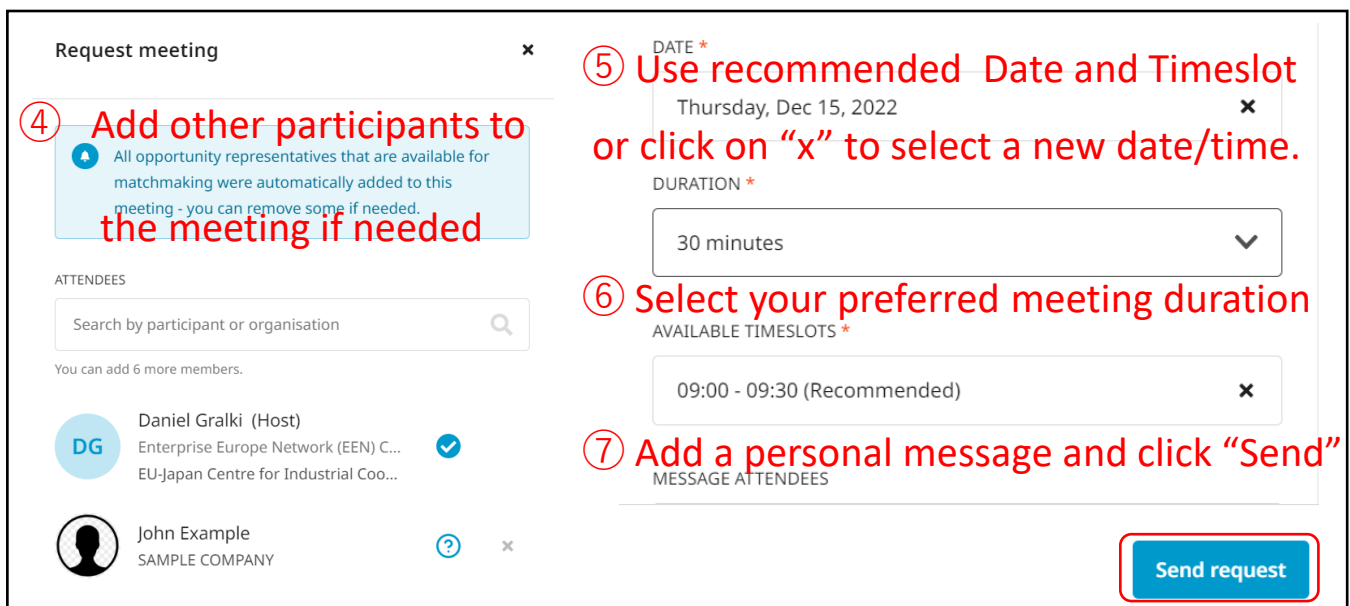 Request meeting ×
④ Add other participants to
All opportunity representatives that are available for
matchmaking were automatically added to this
meeting - you can remove some if needed.
the meeting if needed
ATTENDEES
Search by participant or organisation
You can add 6 more members.
DG
Daniel Gralki (Host)
Enterprise Europe Network (EEN) C...
EU-Japan Centre for Industrial Coo...
John Example
SAMPLE COMPANY
? ×
DATE *
⑤ Use recommended Date and Timeslot
Thursday, Dec 15, 2022 ×
or click on “x” to select a new date/time.
DURATION *
30 minutes
⑥ Select your preferred meeting duration
AVAILABLE TIMESLOTS *
09:00 - 09:30 (Recommended) ×
⑦ Add a personal message and click “Send”
MESSAGE ATTENDEES
Send request